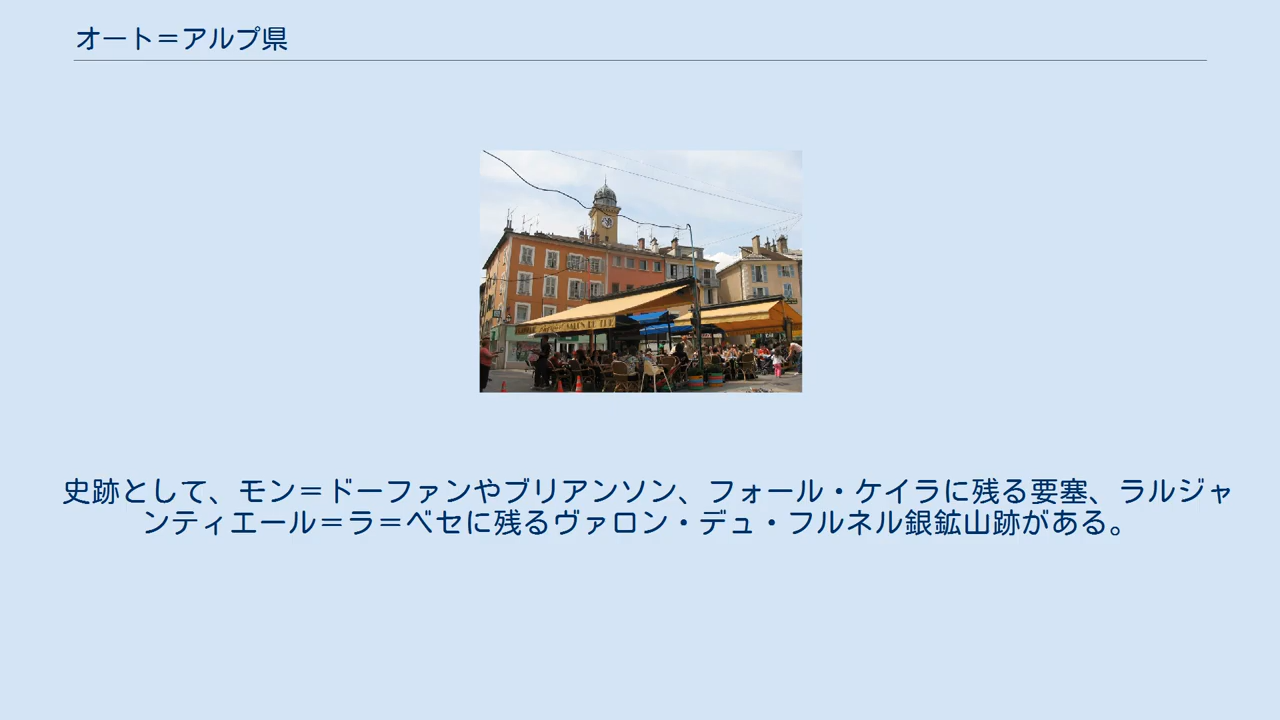 オート＝アルプ県
史跡として、モン＝ドーファンやブリアンソン、フォール・ケイラに残る要塞、ラルジャ
ンティエール＝ラ＝ベセに残るヴァロン・デュ・フルネル銀鉱山跡がある。